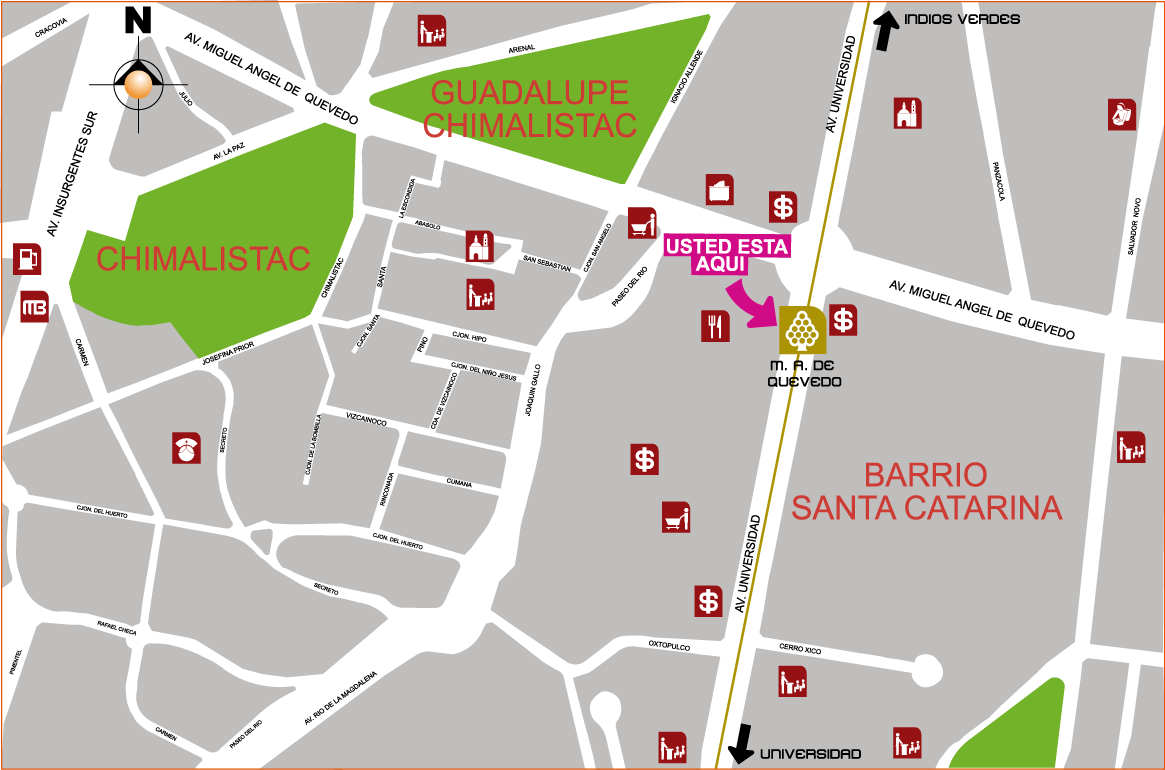 N
INDIOS VERDES
CRACOVIA
AV. MIGUEL ANGEL DE QUEVEDO
ARENAL
IGNACIO ALLENDE
AV. UNIVERSIDAD
JULIO
GUADALUPE
CHIMALISTAC
AV. INSURGENTES SUR
AV. LA PAZ
PANZACOLA
SALVADOR NOVO
LA ESCONDIDA
ABASOLO
CHIMALISTAC
SAN SEBASTIAN
CJON. SAN ANGELO
PASEO DEL RIO
USTED ESTA
AQUI
CHIMALISTAC
SANTA
MB
AV. MIGUEL ANGEL DE QUEVEDO
CJON. SANTA
CJON. HIPO
PINO
CARMEN
JOSEFINA PRIOR
CJON. DEL NIÑO JESUS
M. A. DE
QUEVEDO
CDA. DE VIZCAINOCO
JOAQUIN GALLO
VIZCAINOCO
SECRETO
CJON. DE LA BOMBILLA
RINCONADA
CUMANA
BARRIO
SANTA CATARINA
CJON. DEL HUERTO
CJON. DEL HUERTO
AV. UNIVERSIDAD
SECRETO
RAFAEL CHECA
OXTOPULCO
CERRO XICO
PIMENTEL
AV. RIO DE LA MAGDALENA
PASEO DEL RIO
CARMEN
UNIVERSIDAD
$
$
$
$